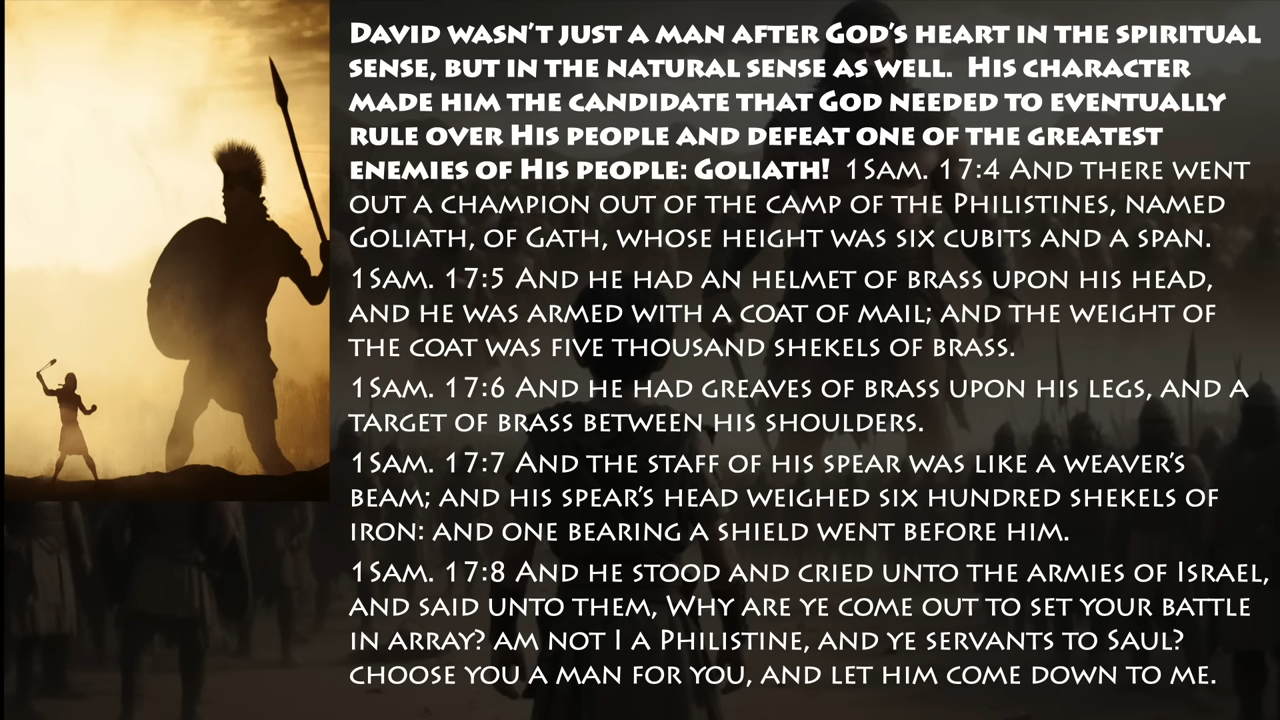 David wasn't just a man after God's heart in the spiritual
sense, but in the natural sense as well.  His character
made him the candidate that God needed to eventually
rule over His people and defeat one of the greatest
enemies of His people: Goliath!  1Sam. 17:4 And there went
out a champion out of the camp of the Philistines, named
Goliath, of Gath, whose height was six cubits and a span.
1Sam. 17:5 And he had an helmet of brass upon his head,
and he was armed with a coat of mail; and the weight of
the coat was five thousand shekels of brass.
1Sam. 17:6 And he had greaves of brass upon his legs, and a
target of brass between his shoulders.
1Sam. 17:7 And the staff of his spear was like a weaver's
beam; and his spear's head weighed six hundred shekels of
iron: and one bearing a shield went before him.
1Sam. 17:8 And he stood and cried unto the armies of Israel,
and said unto them, Why are ye come out to set your battle
in array? am not I a Philistine, and ye servants to Saul?
choose you a man for you, and let him come down to me.